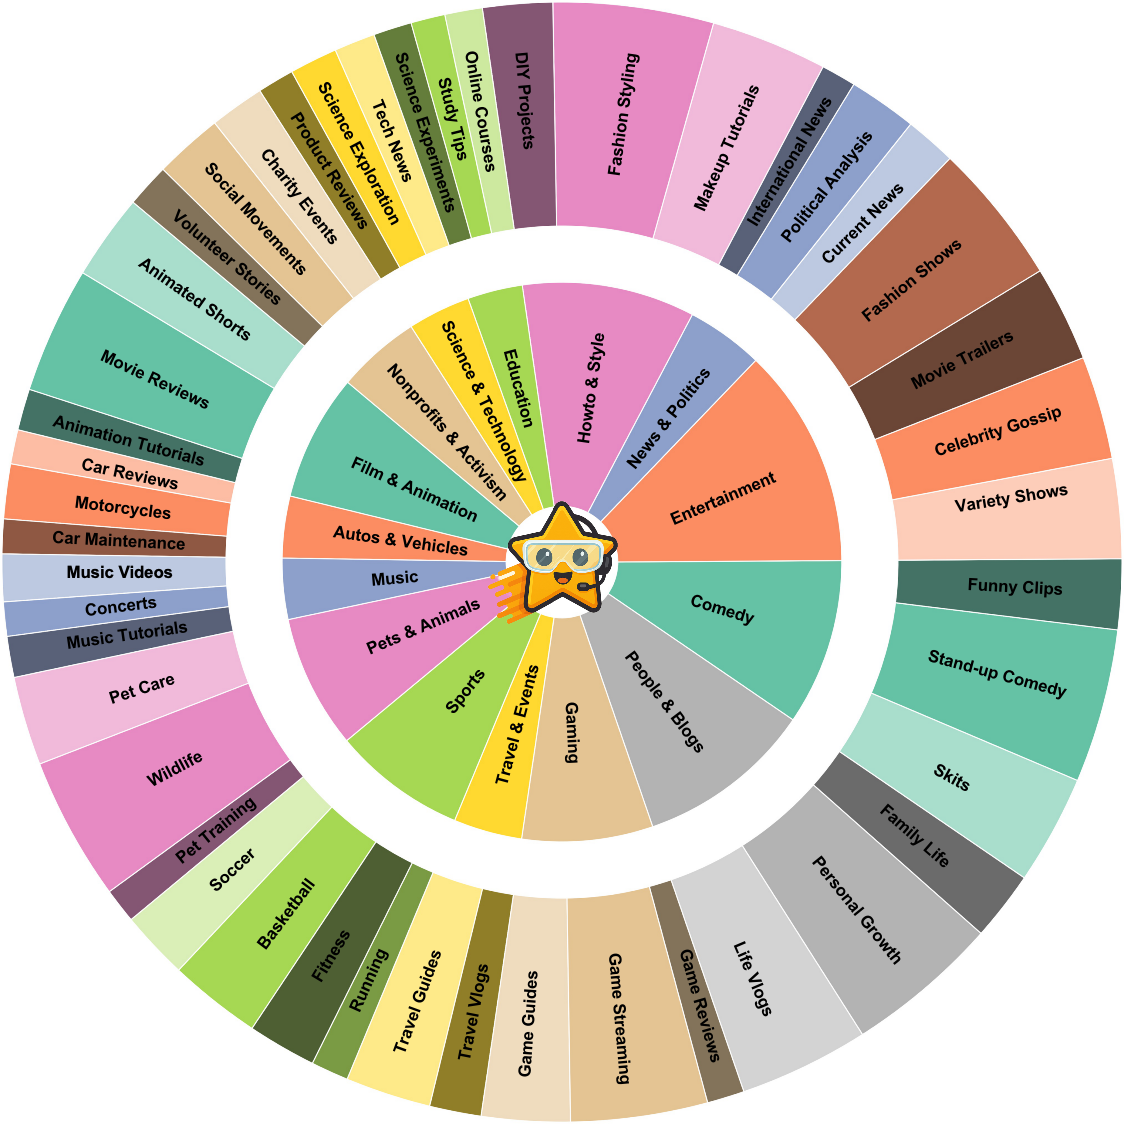 Fashion Styling
Makeup Tutorials
International News
Political Analysis
Current News
Fashion Shows
Movie Trailers
Celebrity Gossip
Variety Shows
Funny Clips
Stand-up Comedy
Skits
Family Life
Personal Growth
Life Vlogs
Game Reviews
Game Streaming
Game Guides
Travel Vlogs
Travel Guides
Running
Fitness
Basketball
Soccer
Pet Training
Wildlife
Pet Care
Music Tutorials
Concerts
Music Videos
Car Maintenance
Motorcycles
Car Reviews
Animation Tutorials
Movie Reviews
Animated Shorts
Volunteer Stories
Social Movements
Charity Events
Product Reviews
Science Exploration
Tech News
Science Experiments
Study Tips
Online Courses
DIY Projects
Howto & Style
News & Politics
Entertainment
Comedy
People & Blogs
Gaming
Travel & Events
Sports
Pets & Animals
Music
Autos & Vehicles
Film & Animation
Nonprofits & Activism
Science & Technology
Education